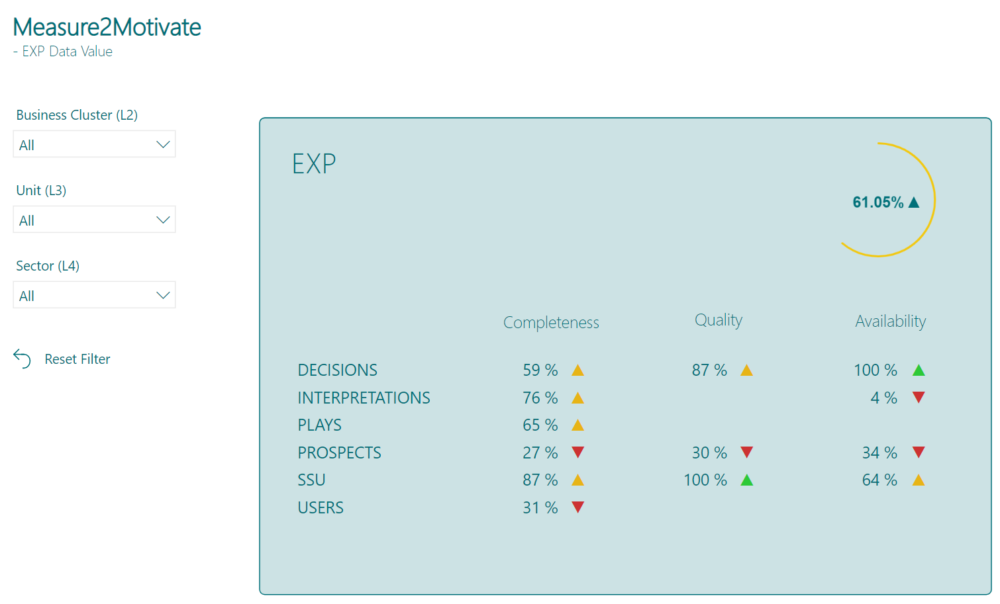 Measure2Motivate
- EXP Data Value
Business Cluster (L2)
All
Unit (L3)
All
Sector (L4)
All
Reset Filter
EXP
61.05% ▲
Completeness Quality Availability
DECISIONS 59 % ▲ 87 % ▲ 100 % ▲
INTERPRETATIONS 76 % ▲ 4 % ▼
PLAYS 65 % ▲
PROSPECTS 27 % ▼ 30 % ▼ 34 % ▼
SSU 87 % ▲ 100 % ▲ 64 % ▲
USERS 31 % ▼